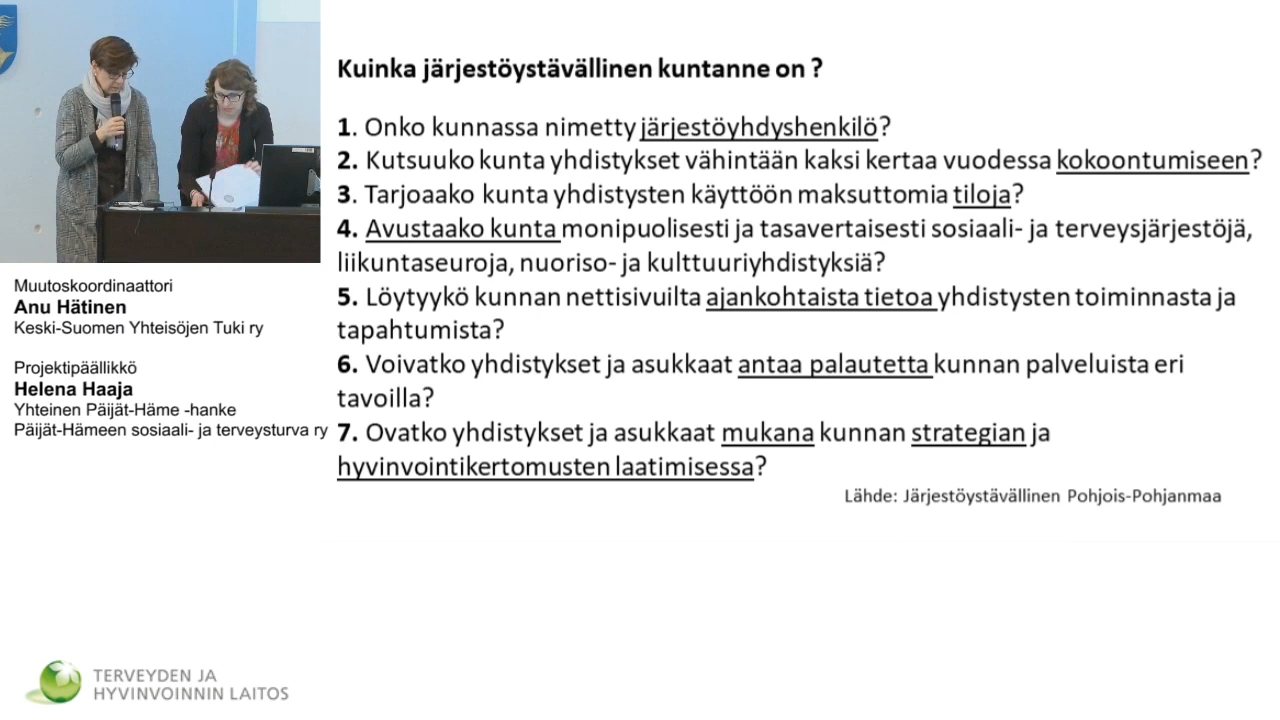 Kuinka järjestöystävällinen kuntanne on ?
1. Onko kunnassa nimetty järjestöyhdyshenkilö?
2. Kutsuuko kunta yhdistykset vähintään kaksi kertaa vuodessa kokoontumiseen?
3. Tarjoaako kunta yhdistysten käyttöön maksuttomia tiloja?
4. Avustaako kunta monipuolisesti ja tasavertaisesti sosiaali- ja terveysjärjestöjä,
liikuntaseuroja, nuoriso- ja kulttuuriyhdistyksiä?
5. Löytyykö kunnan nettisivuilta ajankohtaista tietoa yhdistysten toiminnasta ja
tapahtumista?
6. Voivatko yhdistykset ja asukkaat antaa palautetta kunnan palveluista eri
tavoilla?
7. Ovatko yhdistykset ja asukkaat mukana kunnan strategian ja
hyvinvointikertomusten laatimisessa?
Lähde: Järjestöystävällinen Pohjois-Pohjanmaa
Muutoskoordinaattori
Anu Hätinen
Keski-Suomen Yhteisöjen Tuki ry
Projektipäällikkö
Helena Haaja
Yhteinen Päijät-Häme -hanke
Päijät-Hämeen sosiaali- ja terveysturva ry
TERVEYDEN JA
HYVINVOINNIN LAITOS